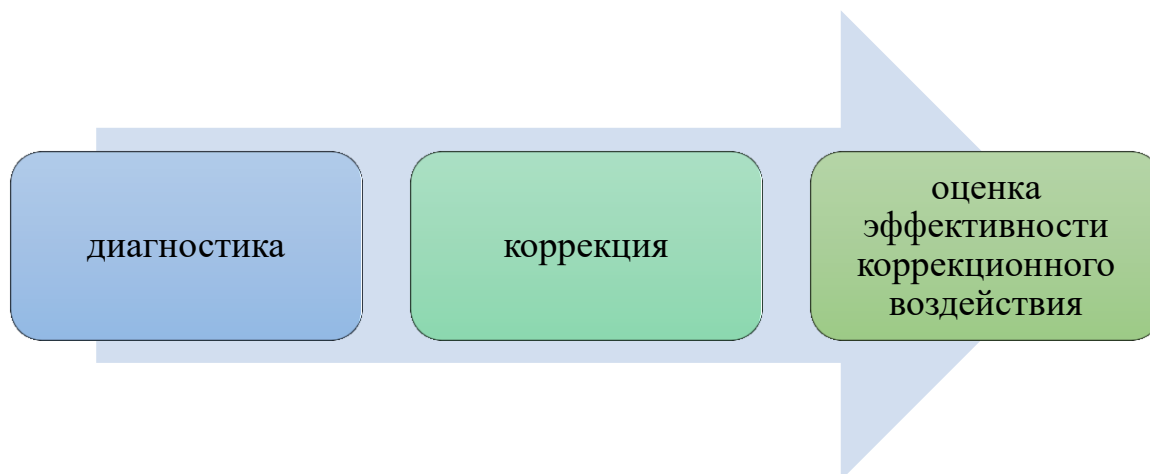 диагностика
коррекция
оценка
эффективности
коррекционного
воздействия